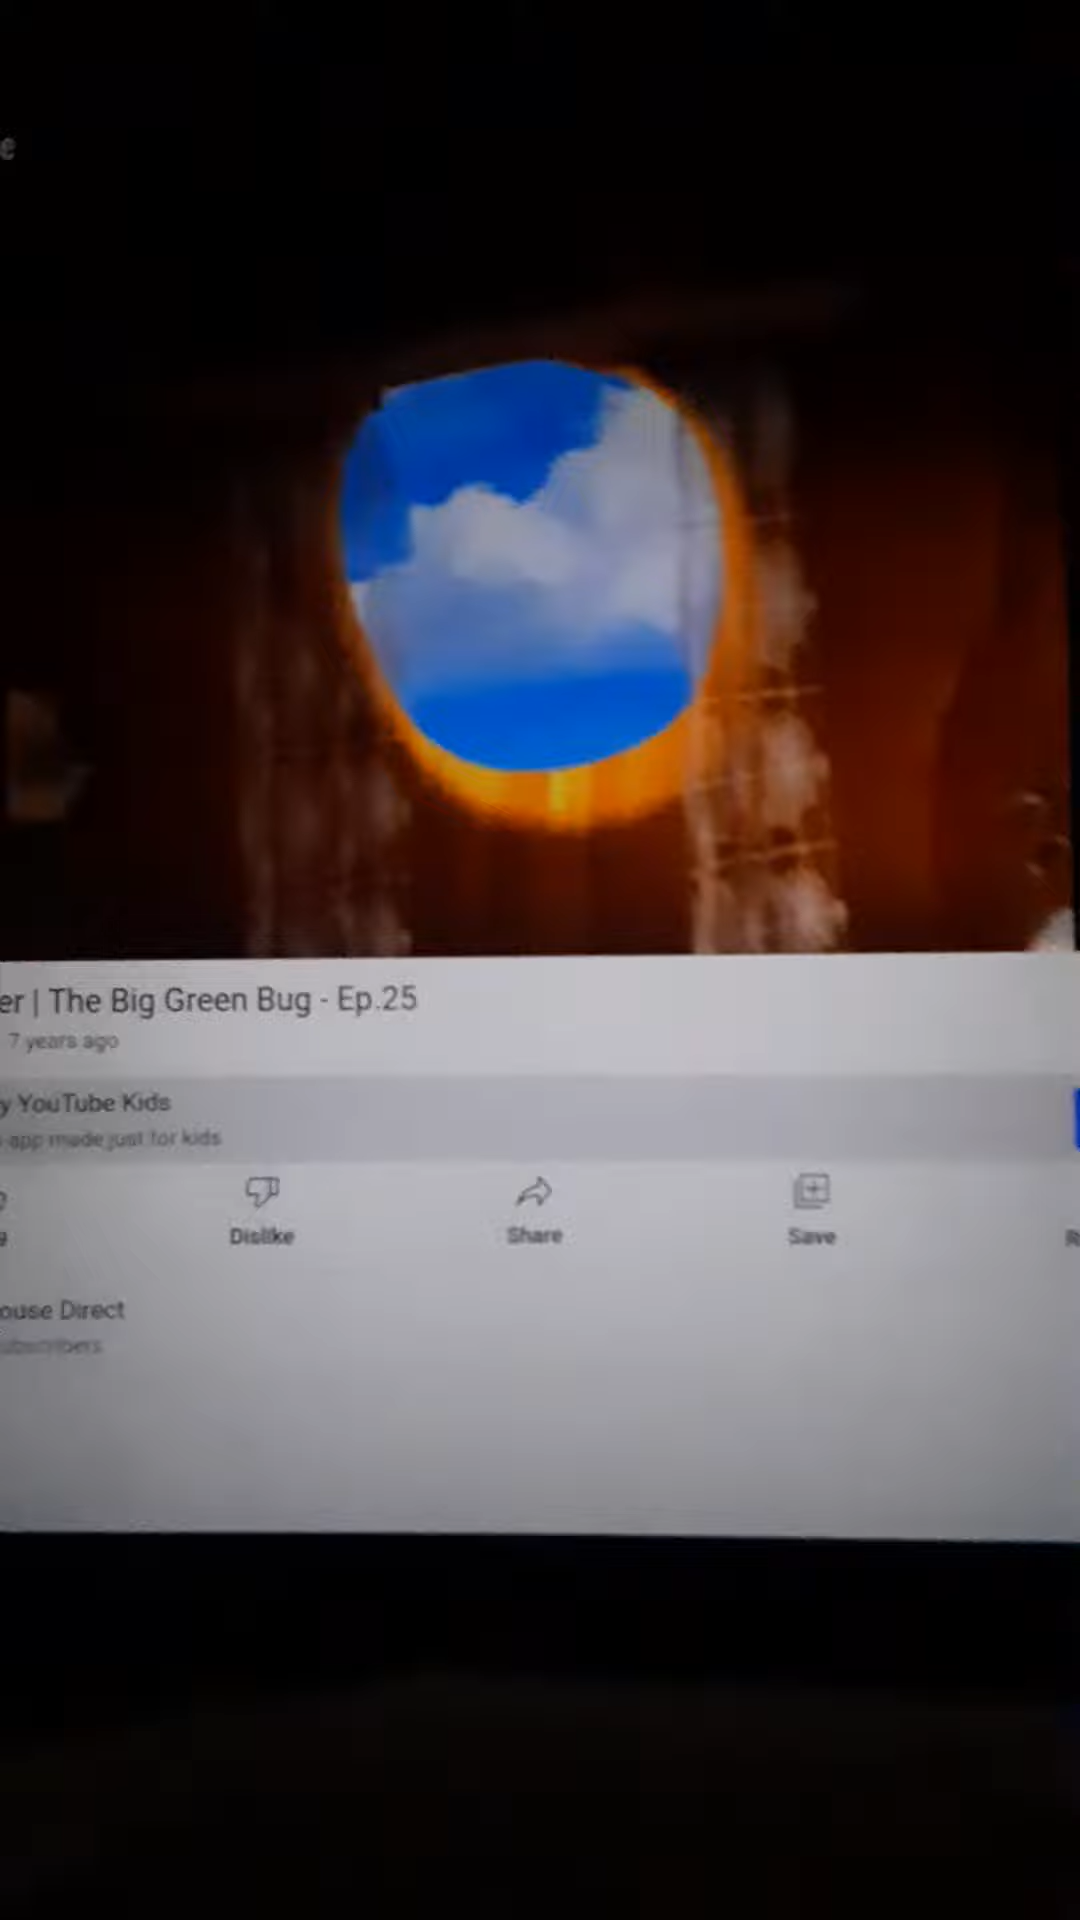 e
er | The Big Green Bug - Ep.25
7 years ago
y YouTube Kids
app made just for kids
Dislike
Share
Save
R
ouse Direct
ubscribers